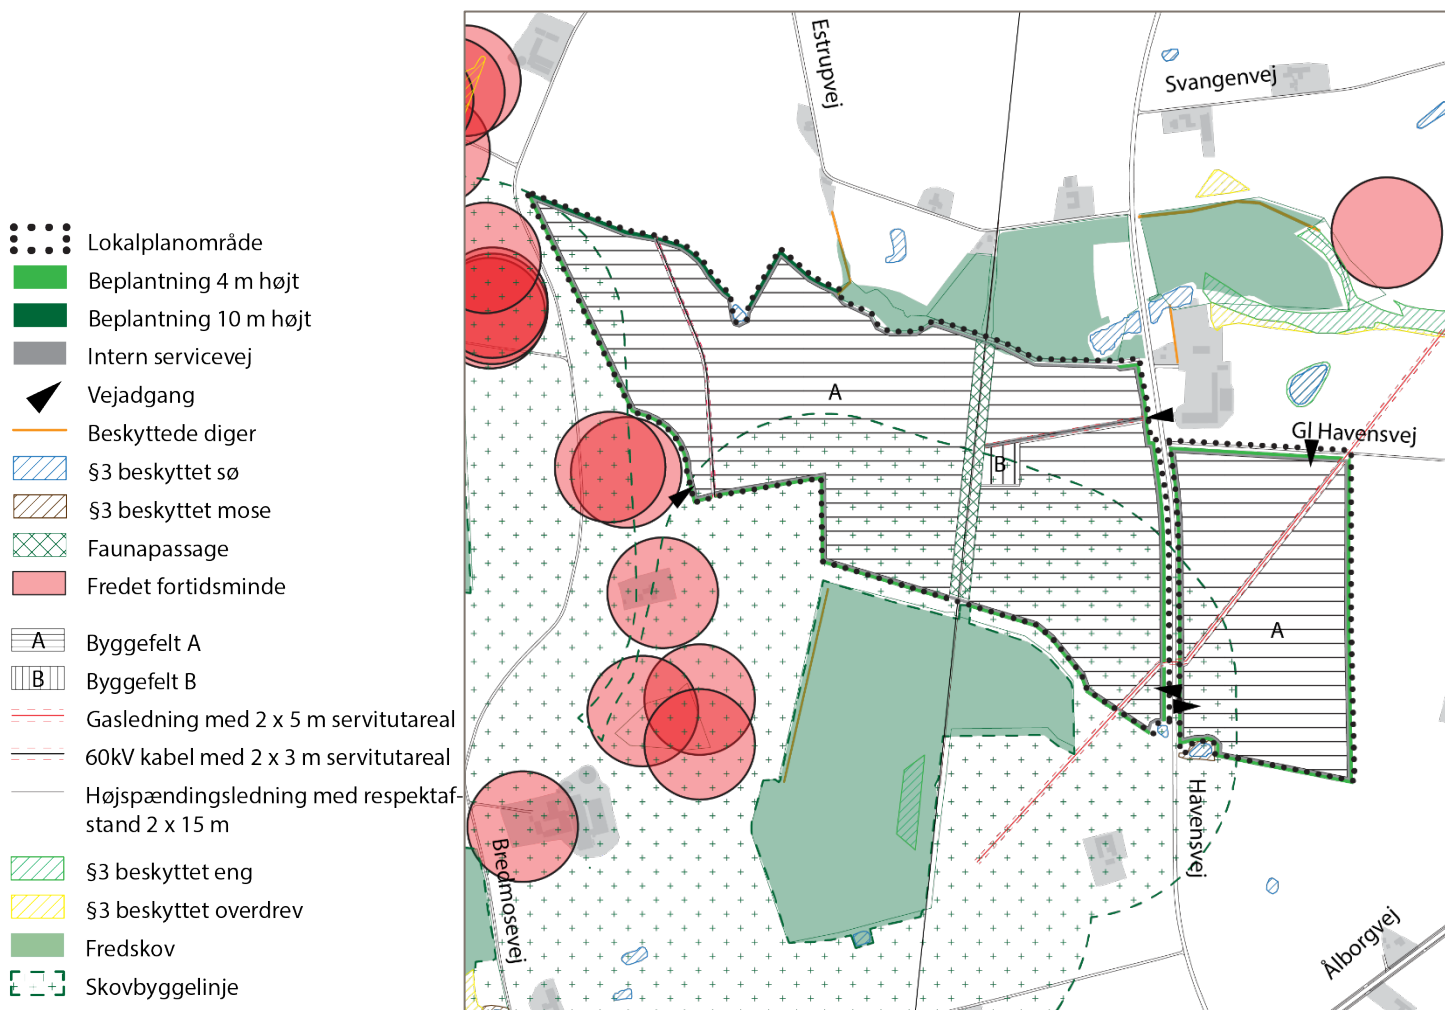 Lokalplanområde
Beplantning 4 m højt
Beplantning 10 m højt
Intern servicevej
Vejadgang
Beskyttede diger
§3 beskyttet sø
§3 beskyttet mose
Faunapassage
Fredet fortidsminde
A Byggefelt A
B Byggefelt B
Gasledning med 2 x 5 m servitutareal
60kV kabel med 2 x 3 m servitutareal
Højspændingsledning med respektaf-
stand 2 x 15 m
§3 beskyttet eng
§3 beskyttet overdrev
Fredskov
Skovbyggelinje
Estrupvej
Svangenvej
A
Gl Havensvej
B
A
Havensvej
Bredmosevej
Ålborgvej